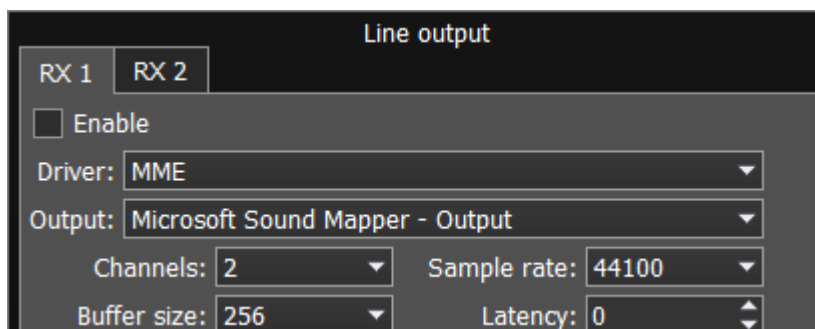 Line output
RX 1 RX 2
Enable
Driver: MME
Output: Microsoft Sound Mapper - Output
Channels: 2 Sample rate: 44100
Buffer size: 256 Latency: 0